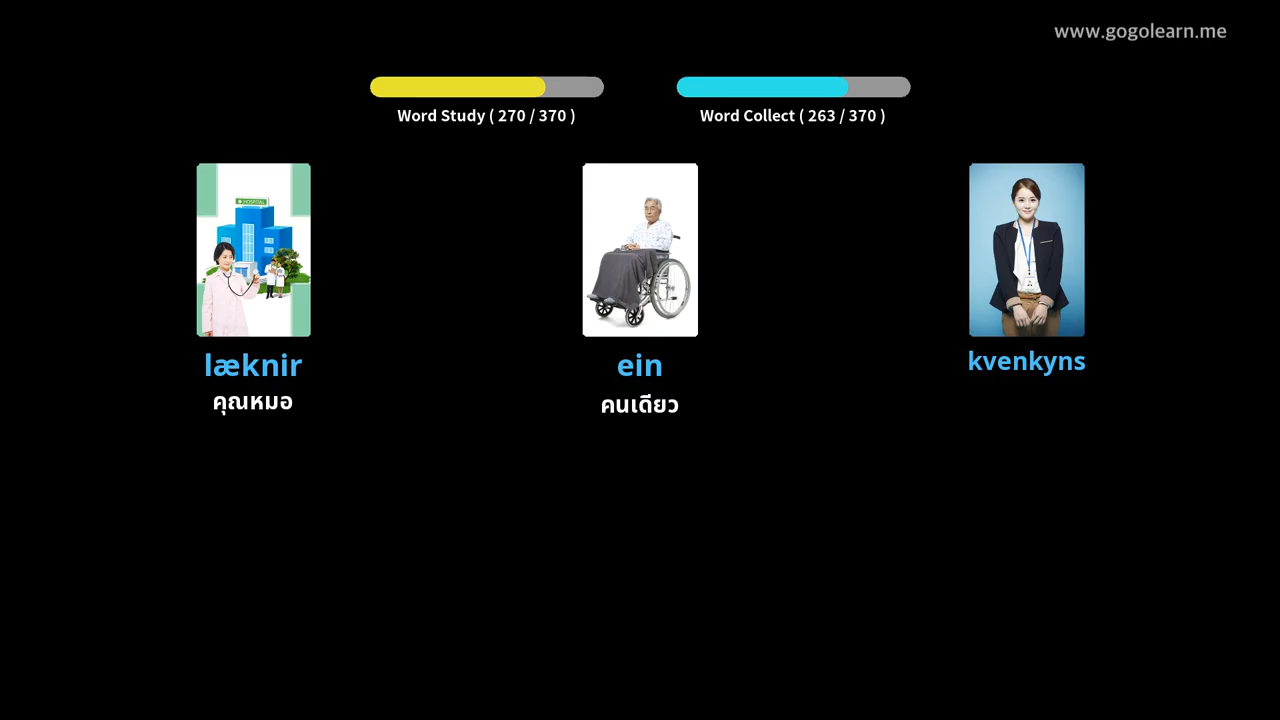 www.gogolearn.me
Word Study ( 270 / 370 )
Word Collect ( 263 / 370 )
HOSPITAL
læknir
ein
kvenkyns
คุณหมอ
คนเดียว